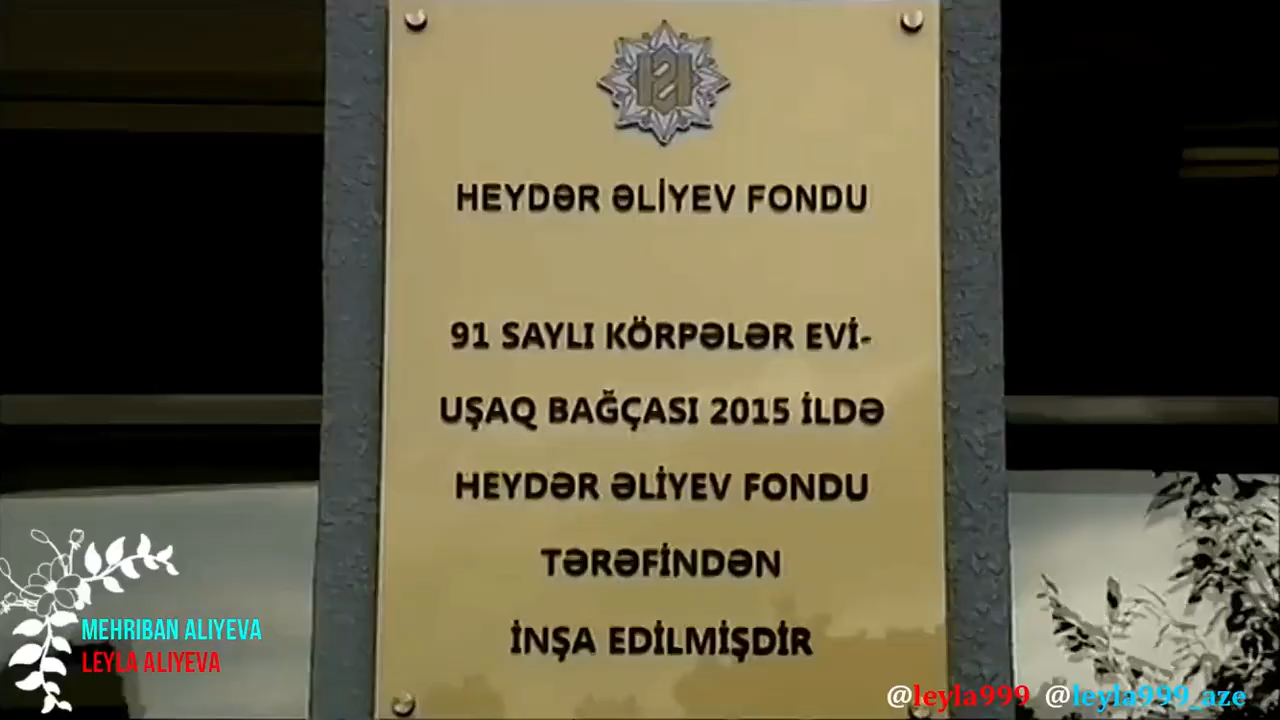 HEYDƏR ƏLİYEV FONDU
91 SAYLI KÖRPƏLƏR EVİ-
UŞAQ BAĞÇASI 2015 İLDƏ
HEYDƏR ƏLİYEV FONDU
TƏRƏFİNDƏN
İNŞA EDİLMİŞDİR
MEHRIBAN ALIYEVA
LEYLA ALIYEVA
@leyla999 @leyla999_aze